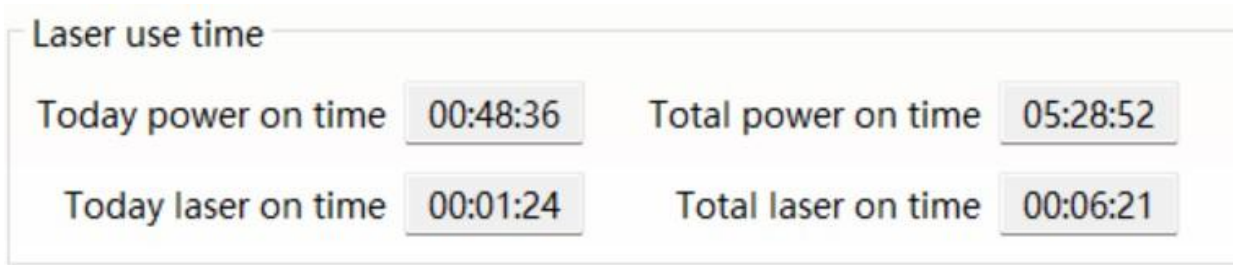 Laser use time
Today power on time 00:48:36 Total power on time 05:28:52
Today laser on time 00:01:24 Total laser on time 00:06:21